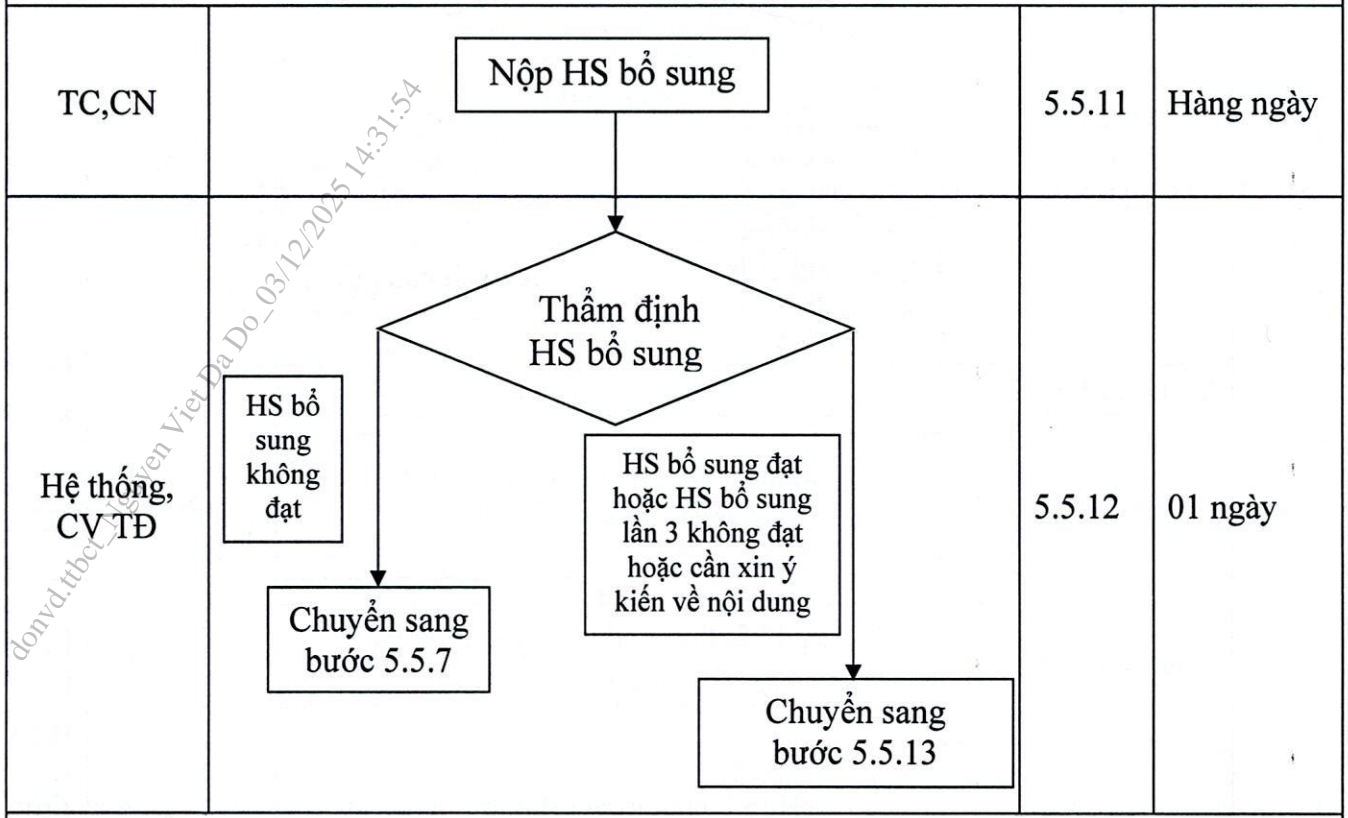 TC,CN
Nộp HS bổ sung
5.5.11
Hàng ngày
Hệ thống,
CV TĐ
Thẩm định
HS bổ sung
HS bổ
sung
không
đạt
HS bổ sung đạt
hoặc HS bổ sung
lần 3 không đạt
hoặc cần xin ý
kiến về nội dung
Chuyển sang
bước 5.5.7
Chuyển sang
bước 5.5.13
5.5.12
01 ngày
donvd.ttbct_Nguyen Viet Da Do_03/12/2025 14:31:54